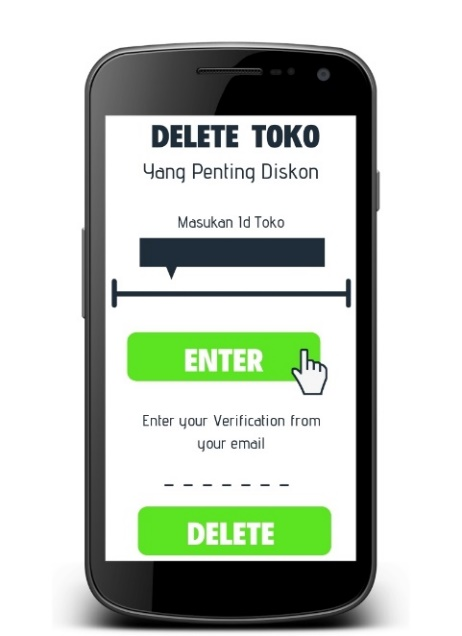 DELETE TOKO
Yang Penting Diskon
Masukan Id Toko
ENTER
Enter your Verification from
your email
_ _ _ _ _ _ _
DELETE